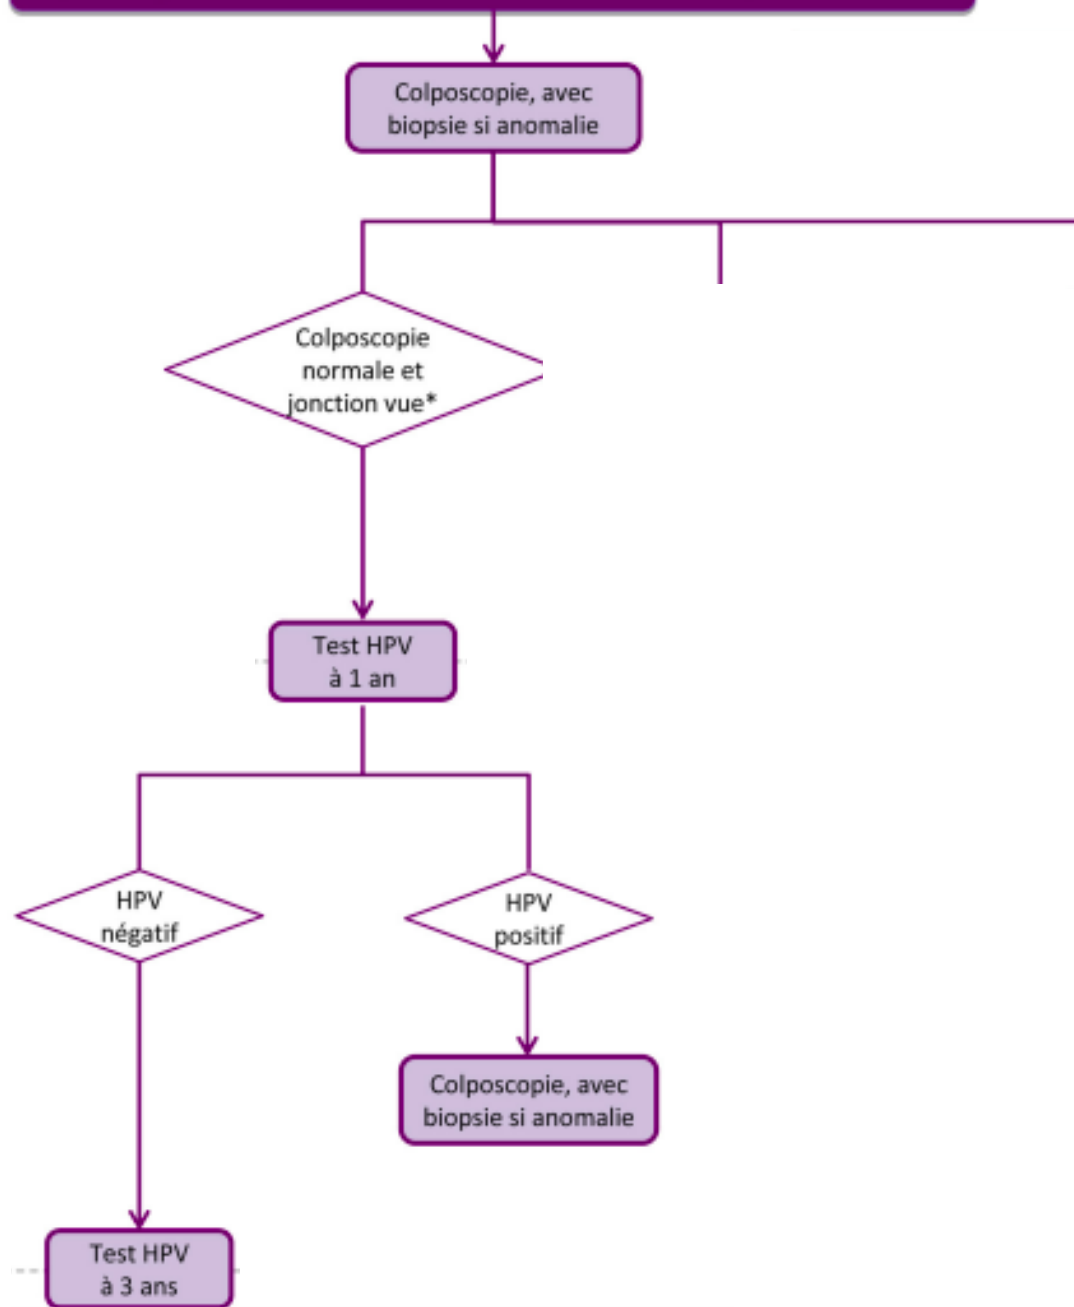 Colposcopie, avec
biopsie si anomalie
Colposcopie
normale et
jonction vue*
Test HPV
à 1 an
HPV
négatif
HPV
positif
Colposcopie, avec
biopsie si anomalie
Test HPV
à 3 ans